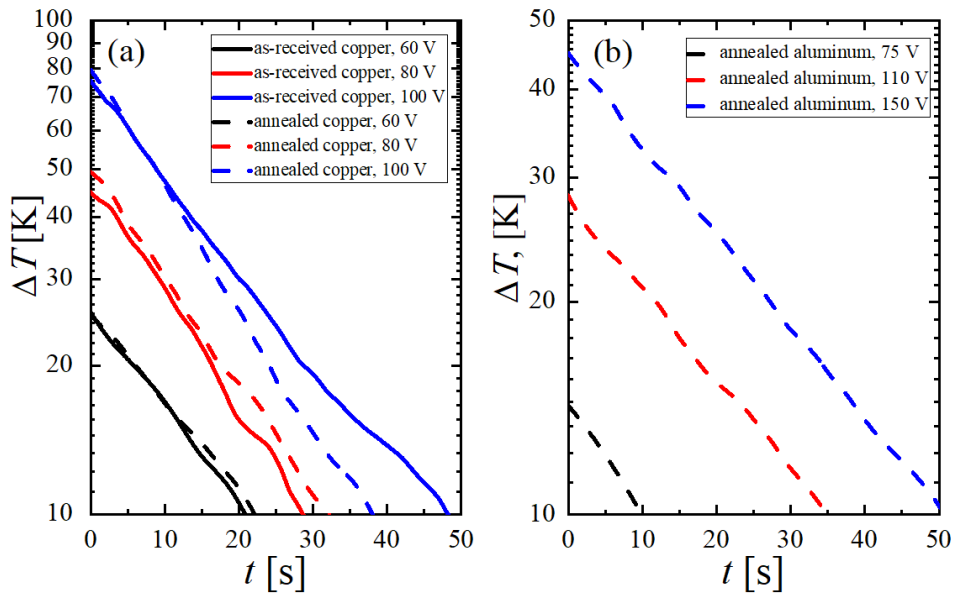 (a)
as-received copper, 60 V
as-received copper, 80 V
as-received copper, 100 V
annealed copper, 60 V
annealed copper, 80 V
annealed copper, 100 V
100
90
80
70
60
50
40
30
20
10
ΔT [K]
0 10 20 30 40 50
t [s]
(b)
annealed aluminum, 75 V
annealed aluminum, 110 V
annealed aluminum, 150 V
50
40
30
20
10
ΔT, [K]
0 10 20 30 40 50
t [s]